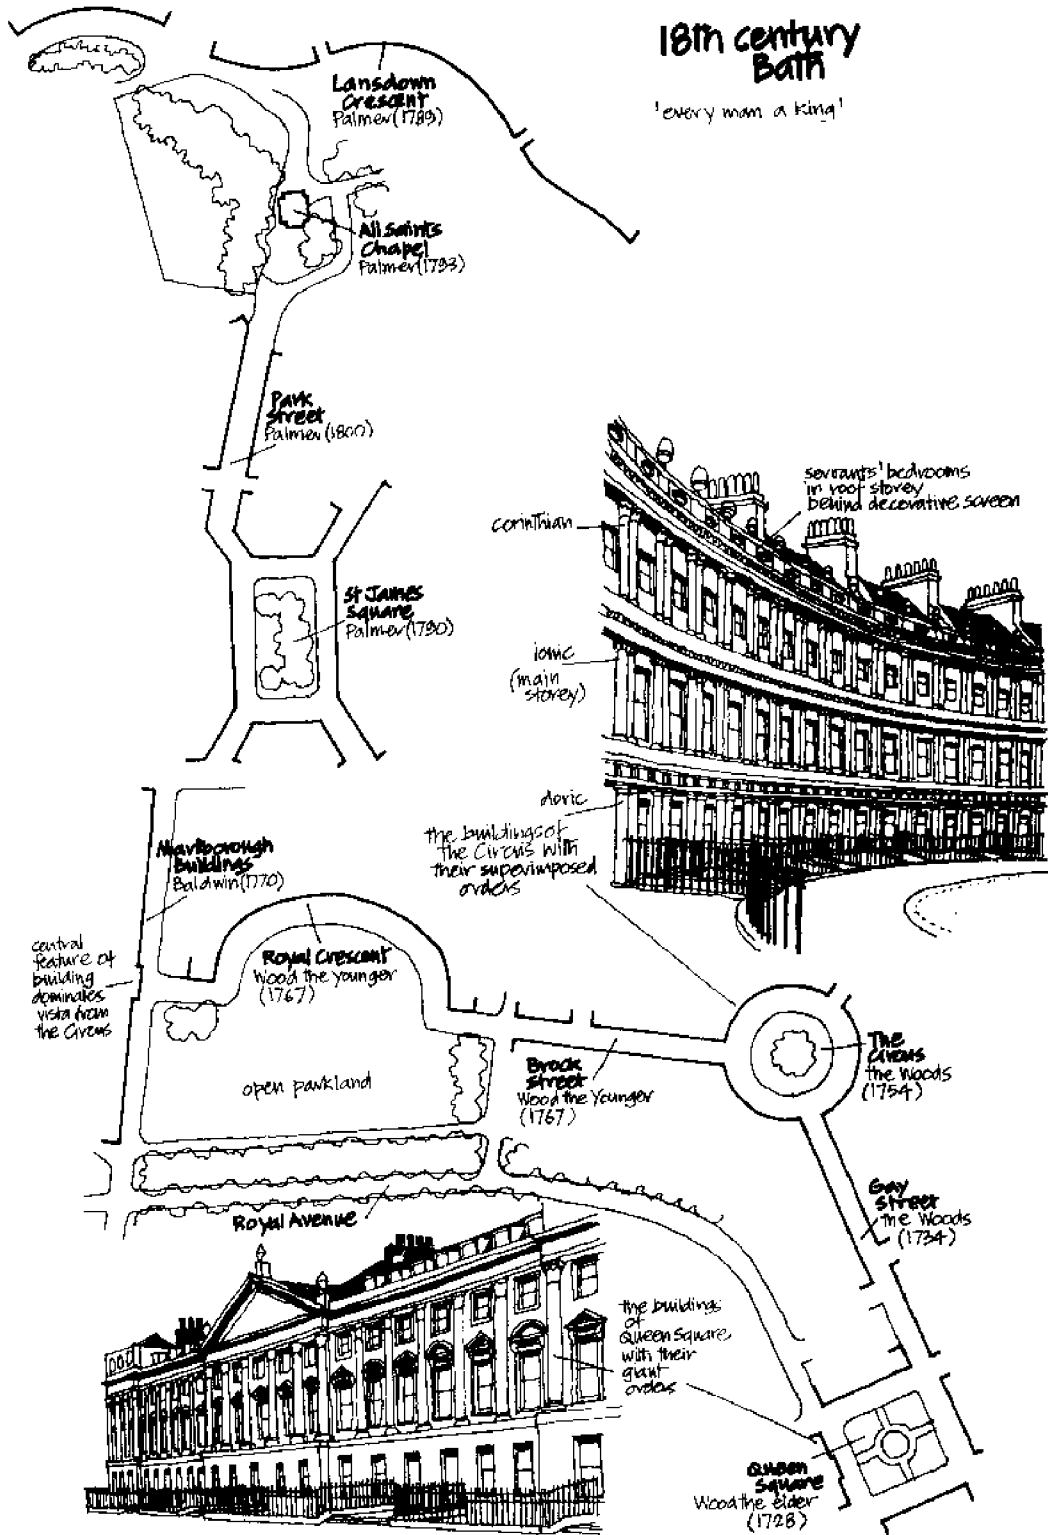 18th century
Bath
'every man a king'
Lansdown
Crescent
Palmer (1789)
All Saints
Chapel
Palmer (1793)
Park
Street
Palmer (1800)
servants' bedrooms
in roof storey
behind decorative screen
corinthian
St James
Square
Palmer (1790)
ionic
(main
storey)
doric
the buildings of
the Circus with
their superimposed
orders
Marlborough
Buildings
Baldwin (1770)
central
feature of
building
dominates
vista from
the Circus
Royal Crescent
Wood the younger
(1767)
open parkland
Brock
Street
Wood the Younger
(1767)
The
Circus
the Woods
(1754)
Gay
Street
the Woods
(1734)
Royal Avenue
the buildings
of
Queen Square
with their
giant
orders
Queen
Square
Wood the elder
(1728)